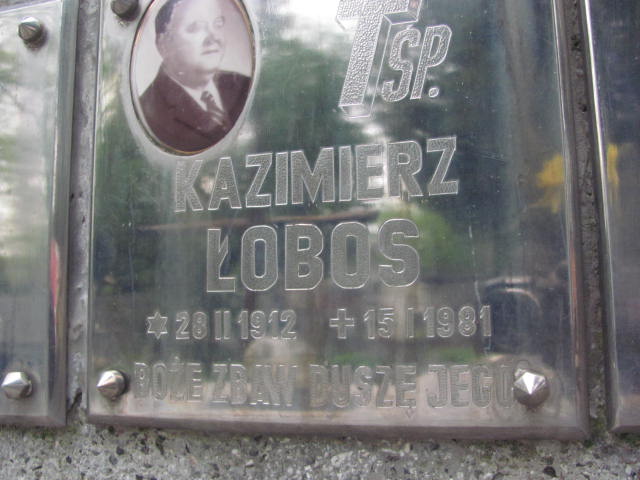 ŚP.
KAZIMIERZ
ŁOBOS
✡ 28 II 1912 ✝ 15 I 1981
BOŻE ZBAW DUSZĘ JEGO